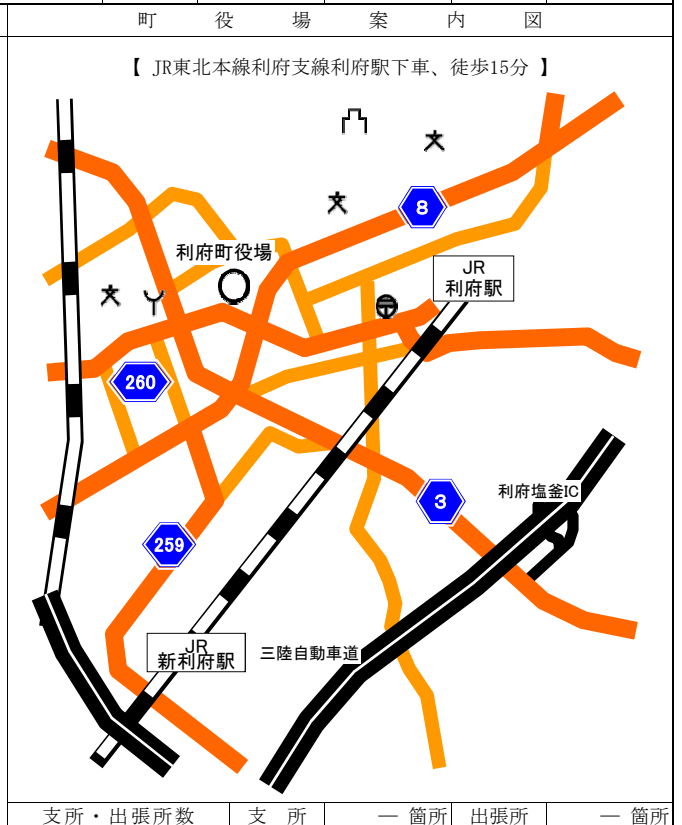 町役場案内図
【 JR東北本線利府支線利府駅下車、徒歩15分 】
8
利府町役場
JR
利府駅
260
利府塩釜IC
3
259
JR
新利府駅
三陸自動車道
支所・出張所数 支所 ― 箇所 出張所 ― 箇所